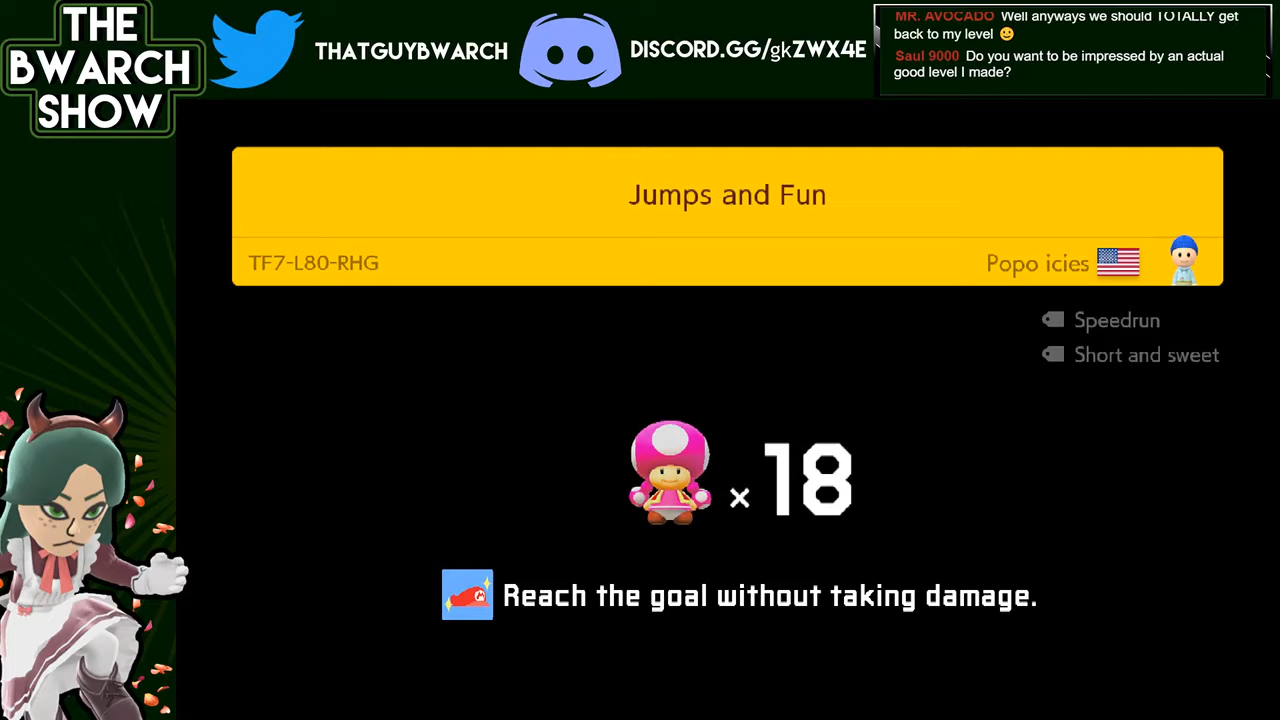 THE
BWARCH
SHOW
THATGUYBWARCH
DISCORD.GG/gkZWX4E
MR. AVOCADO Well anyways we should TOTALLY get
back to my level
Saul 9000 Do you want to be impressed by an actual
good level I made?
Jumps and Fun
TF7-L80-RHG
Popo icies
Speedrun
Short and sweet
× 18
Reach the goal without taking damage.